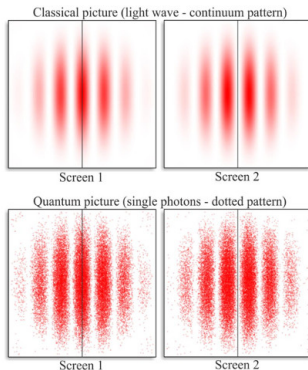 Classical picture (light wave - continuum pattern)
Screen 1
Screen 2
Quantum picture (single photons - dotted pattern)
Screen 1
Screen 2